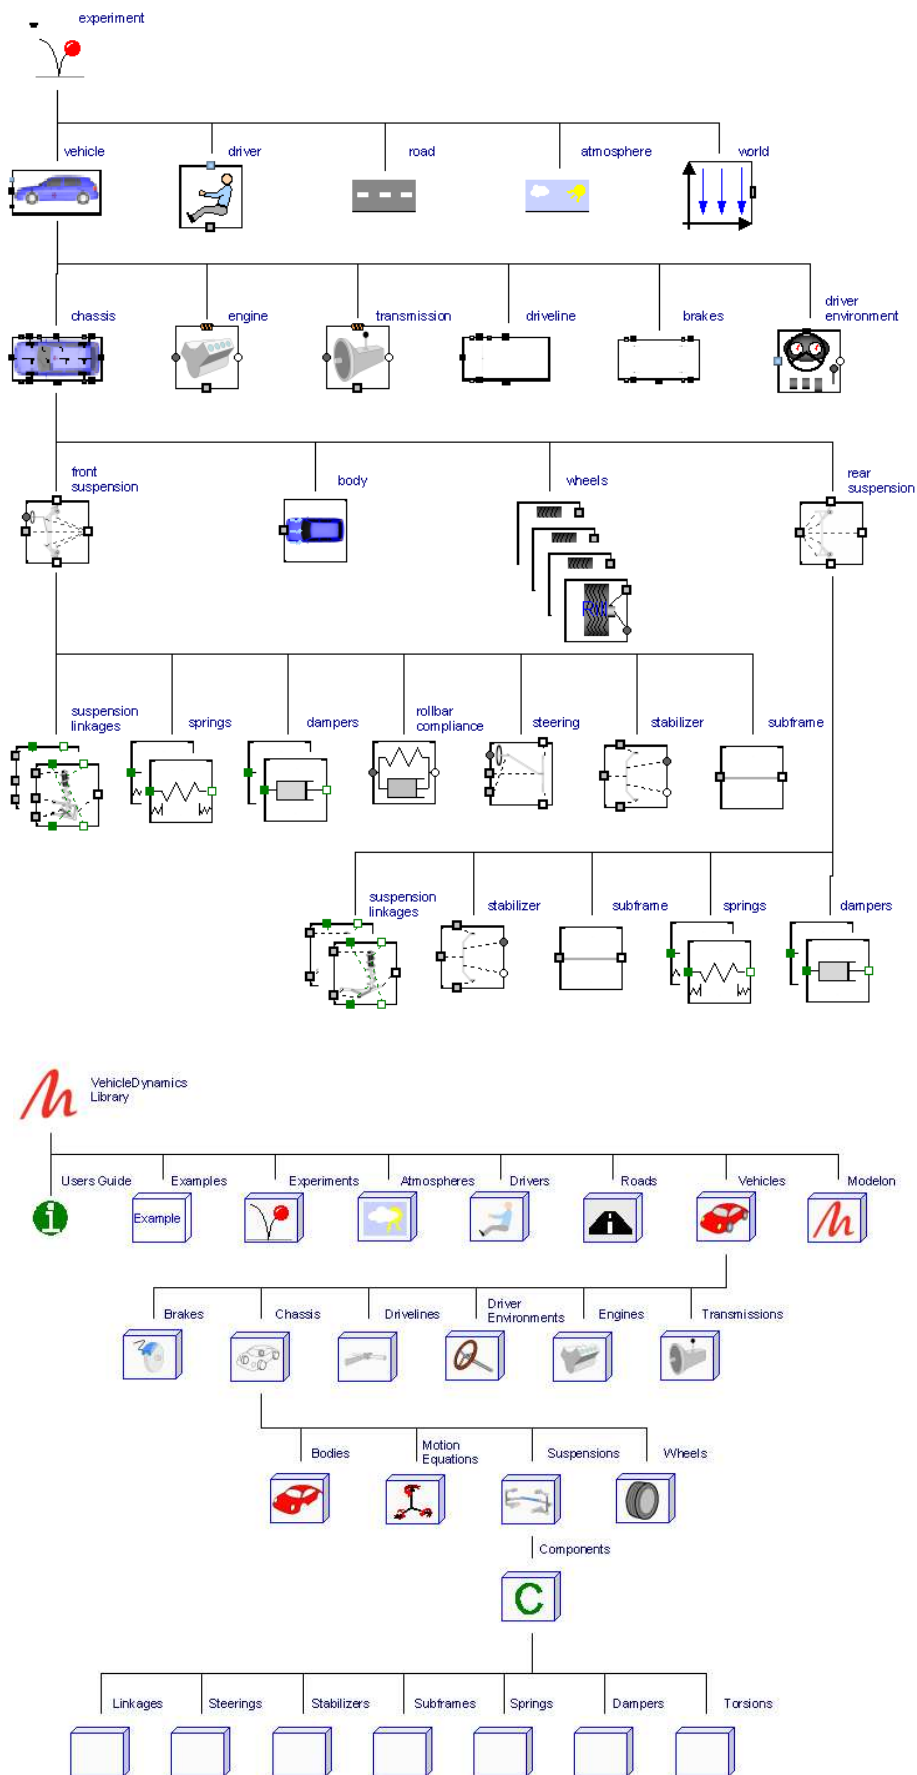 experiment
vehicle
driver
road
atmosphere
world
chassis
engine
transmission
driveline
brakes
driver
environment
front
suspension
body
wheels
rear
suspension
suspension
linkages
springs
dampers
rollbar
compliance
steering
stabilizer
subframe
suspension
linkages
stabilizer
subframe
springs
dampers
VehicleDynamics
Library
Users Guide
Examples
Experiments
Atmospheres
Drivers
Roads
Vehicles
Modelon
i
Example
i
Brakes
Chassis
Drivelines
Driver
Environments
Engines
Transmissions
Bodies
Motion
Equations
Suspensions
Wheels
Components
C
Linkages
Steerings
Stabilizers
Subframes
Springs
Dampers
Torsions